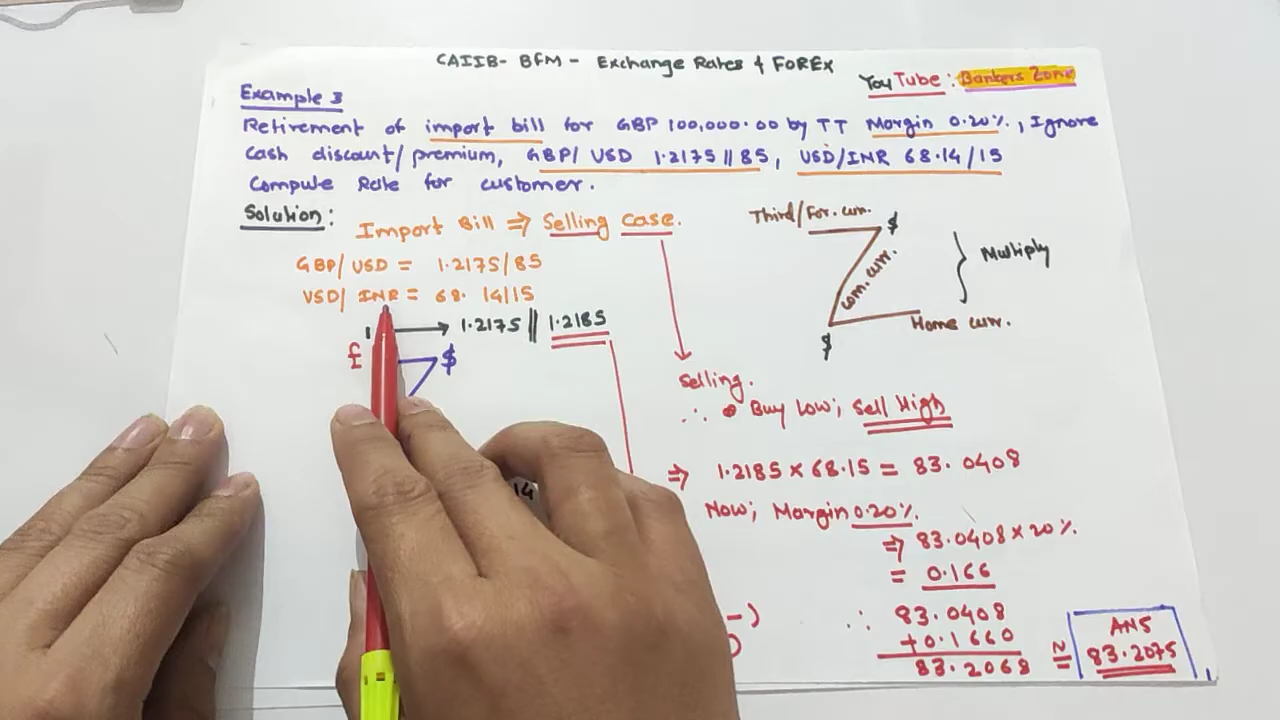 CAIIB- BFM - Exchange Rates & FOREX
YouTube: Bankers Zone
Example 3
Retirement of import bill for GBP 100,000.00 by TT Margin 0.20%, Ignore
Cash discount/premium, GBP/USD 1.2175 || 85, USD/INR 68.14/15
Compute Rate for customer.
Solution: Import Bill ⇒ Selling Case.
GBP/USD = 1.2175/85
USD/INR = 68.14/15
1 → 1.2175 || 1.2185
£ $
14
Third/For. curr. $
com. curr.
$ Home curr.
} Multiply
Selling.
∴ Buy Low; Sell High
⇒ 1.2185 × 68.15 = 83.0408
Now; Margin 0.20%.
⇒ 83.0408 × 20%.
= 0.166
∴ 83.0408
+0.1660
83.2068 ≅
ANS
83.2075
-)